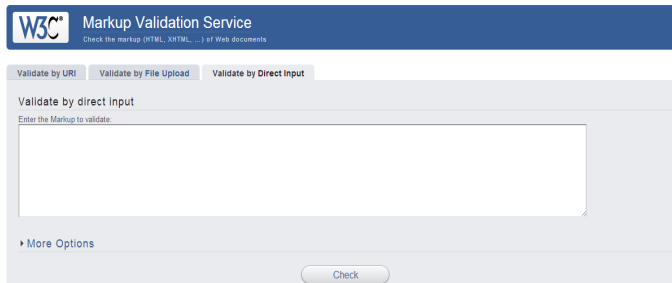 W3C®
Markup Validation Service
Check the markup (HTML, XHTML, ...) of Web documents
Validate by URI
Validate by File Upload
Validate by Direct Input
Validate by direct input
Enter the Markup to validate:
More Options
Check